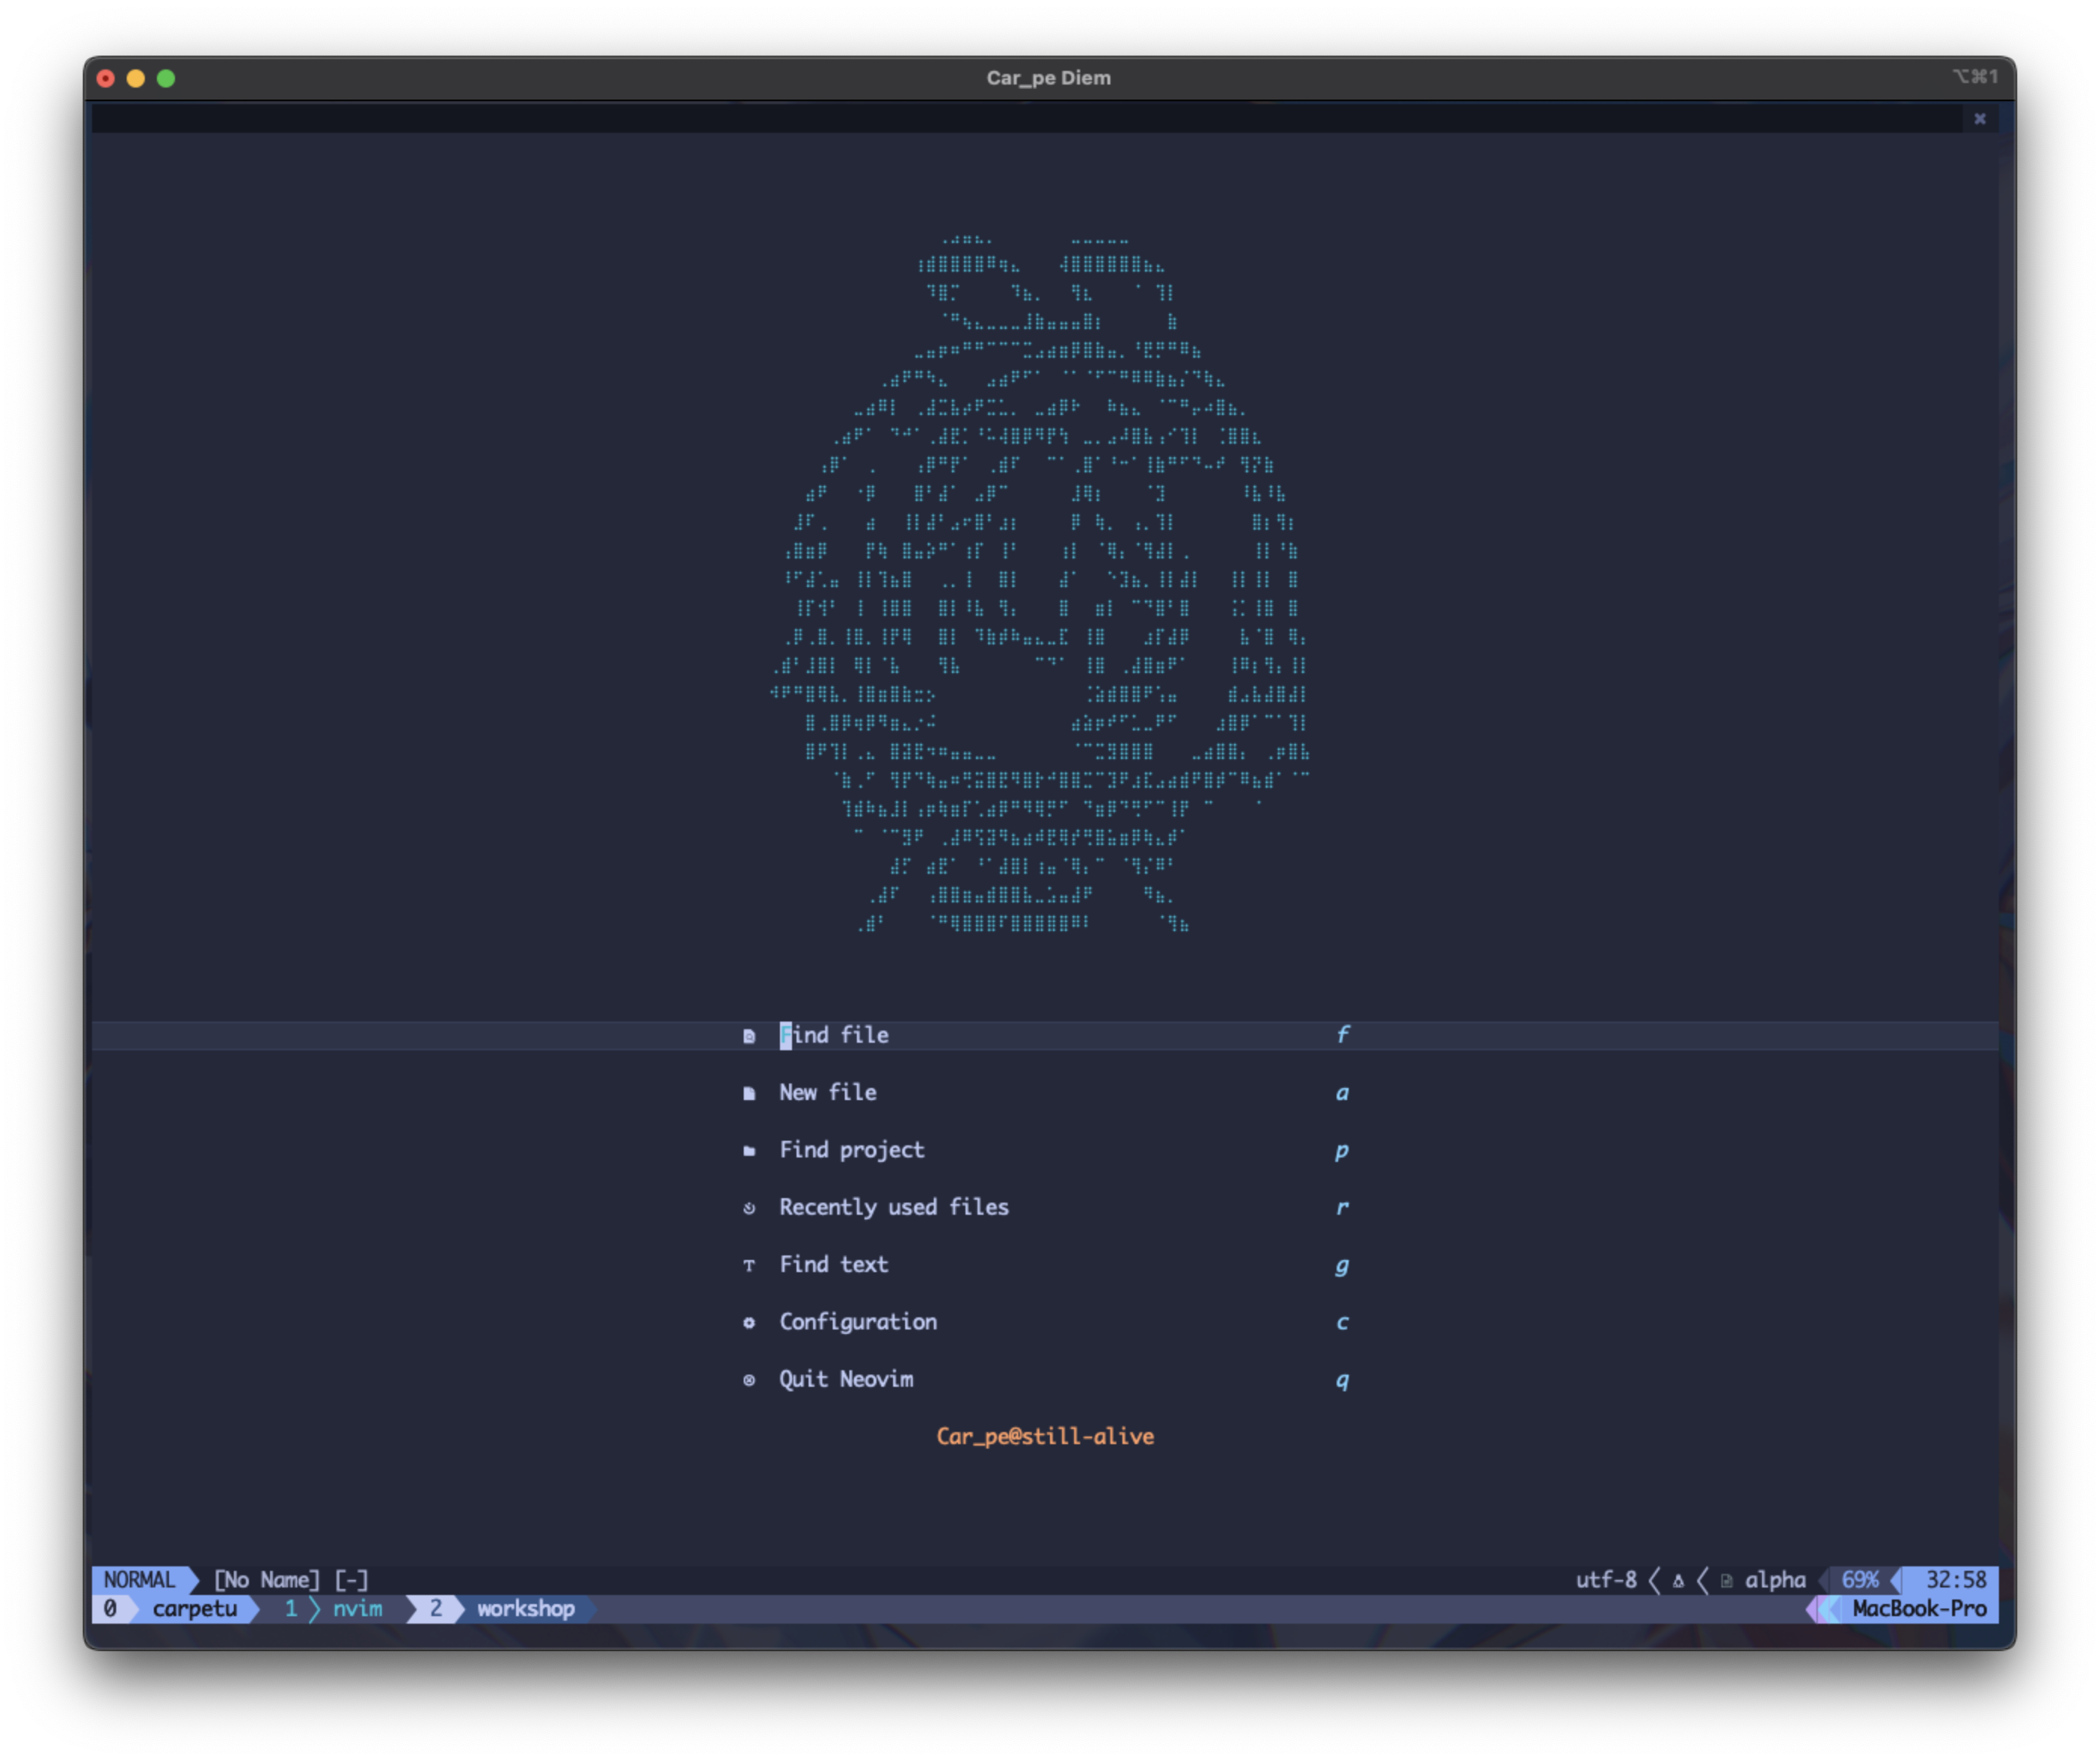 Car_pe Diem ⌥⌘1
Find file f
New file a
Find project p
Recently used files r
Find text g
Configuration c
Quit Neovim q
Car_pe@still-alive
NORMAL [No Name] [-] utf-8 alpha 69% 32:58
0 carpetu 1 nvim 2 workshop MacBook-Pro